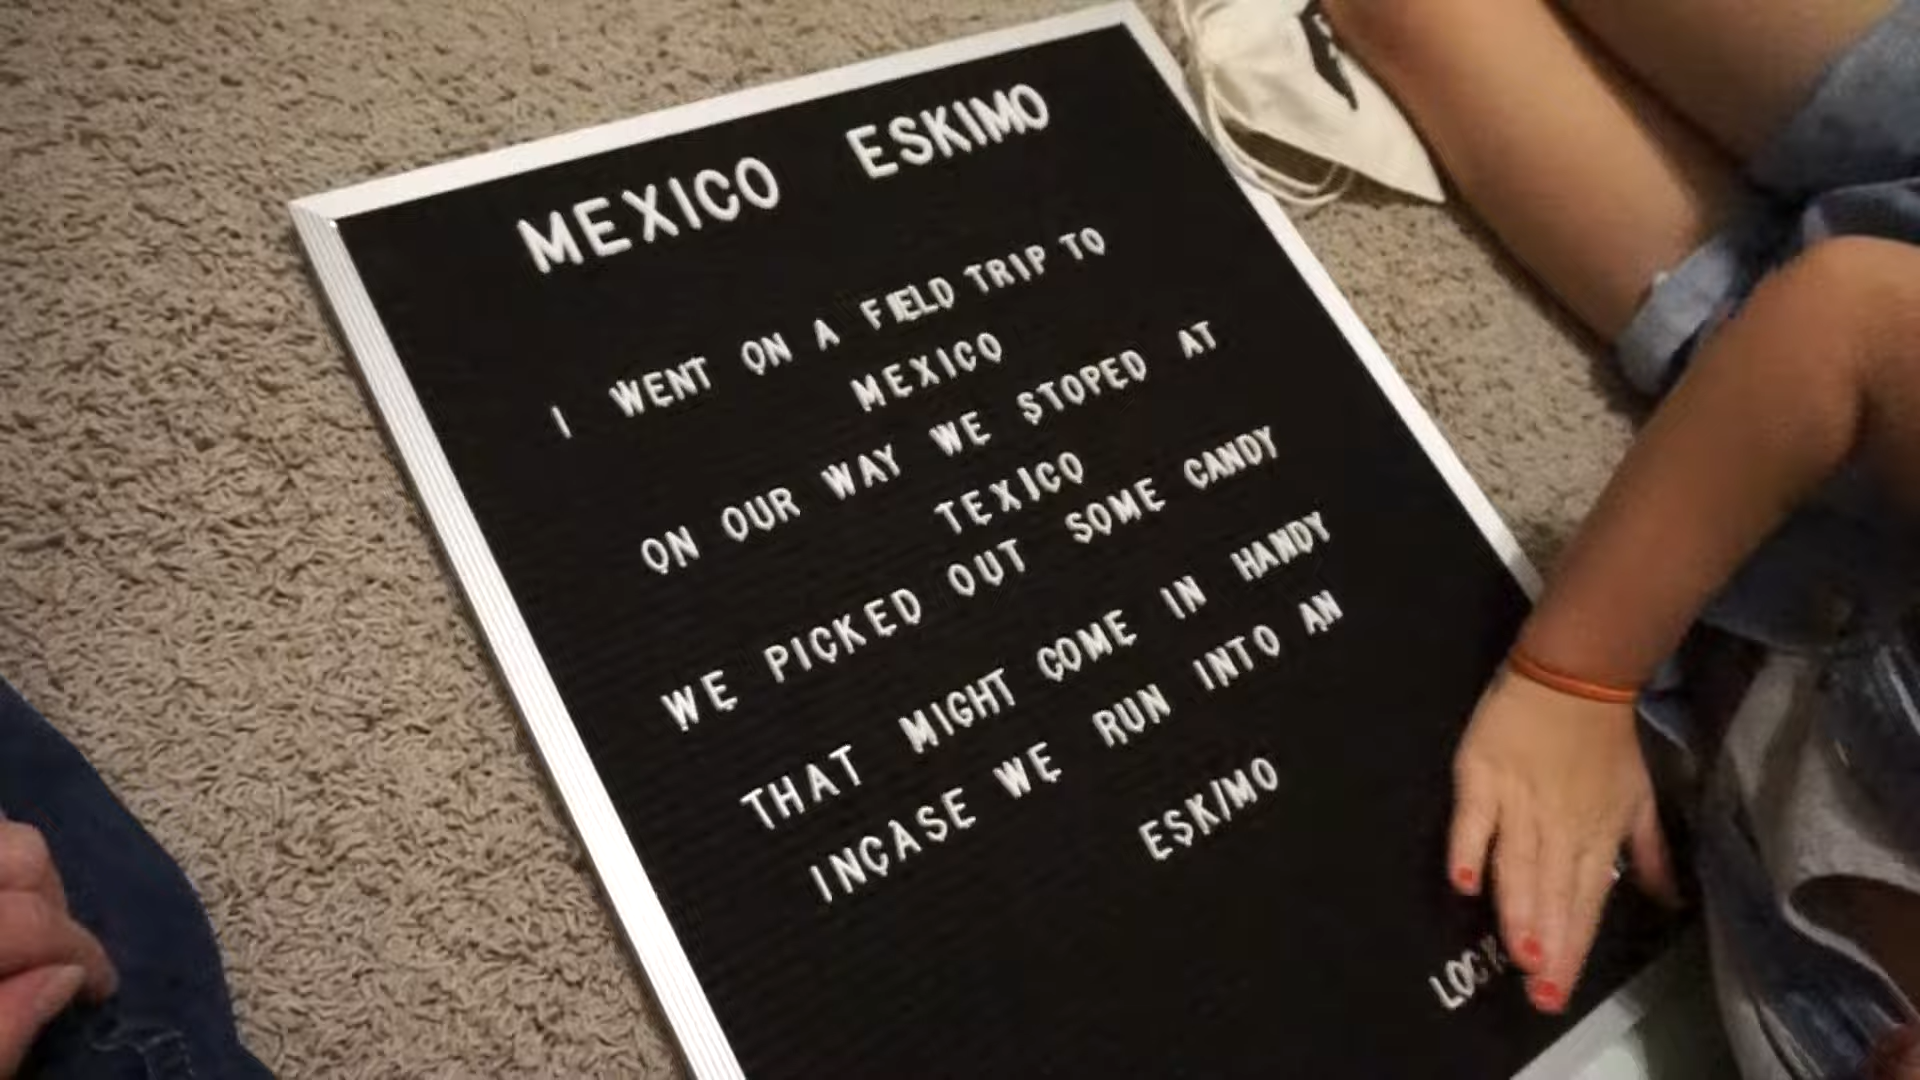 MEXICO ESKIMO
I WENT ON A FIELD TRIP TO
MEXICO
ON OUR WAY WE STOPED AT
TEXICO
WE PICKED OUT SOME CANDY
THAT MIGHT COME IN HANDY
INCASE WE RUN INTO AN
ESKIMO